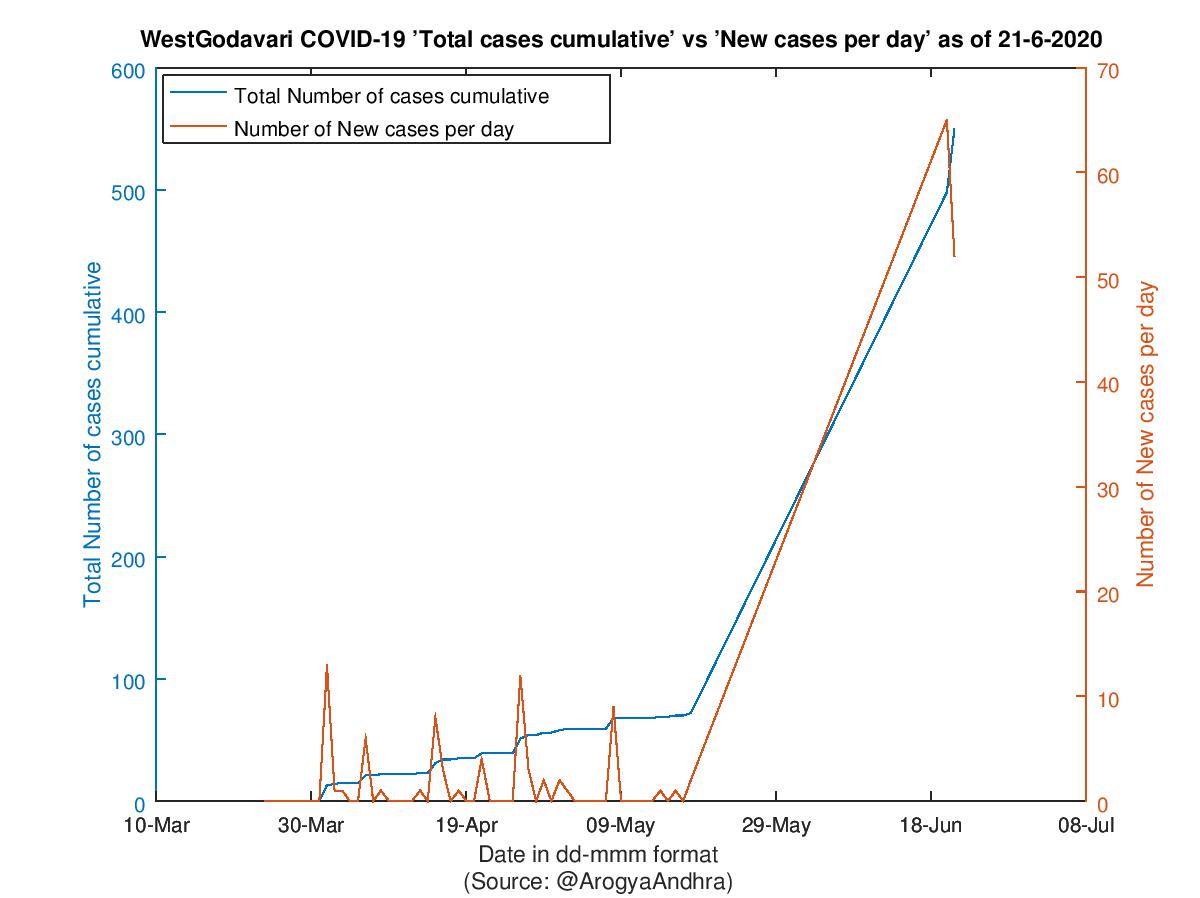 WestGodavari COVID-19 ’Total cases cumulative’ vs ’New cases per day’ as of 21-6-2020
Total Number of cases cumulative
Number of New cases per day
600
500
400
300
200
100
0
Total Number of cases cumulative
70
60
50
40
30
20
10
0
Number of New cases per day
10-Mar 30-Mar 19-Apr 09-May 29-May 18-Jun 08-Jul
Date in dd-mmm format
(Source: @ArogyaAndhra)